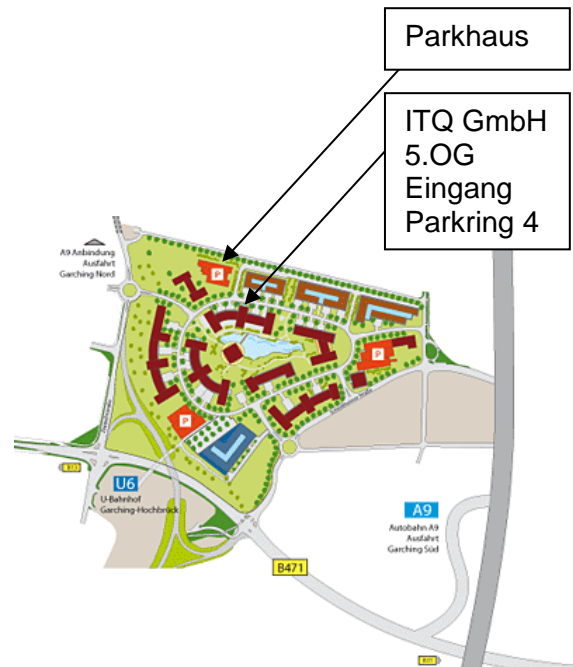 Parkhaus
ITQ GmbH
5.OG
Eingang
Parkring 4
A9 Anbindung
Ausfahrt
Garching Nord
P
P
P
U6
U-Bahnhof
Garching-Hochbrück
A9
Autobahn A9
Ausfahrt
Garching Süd
B471